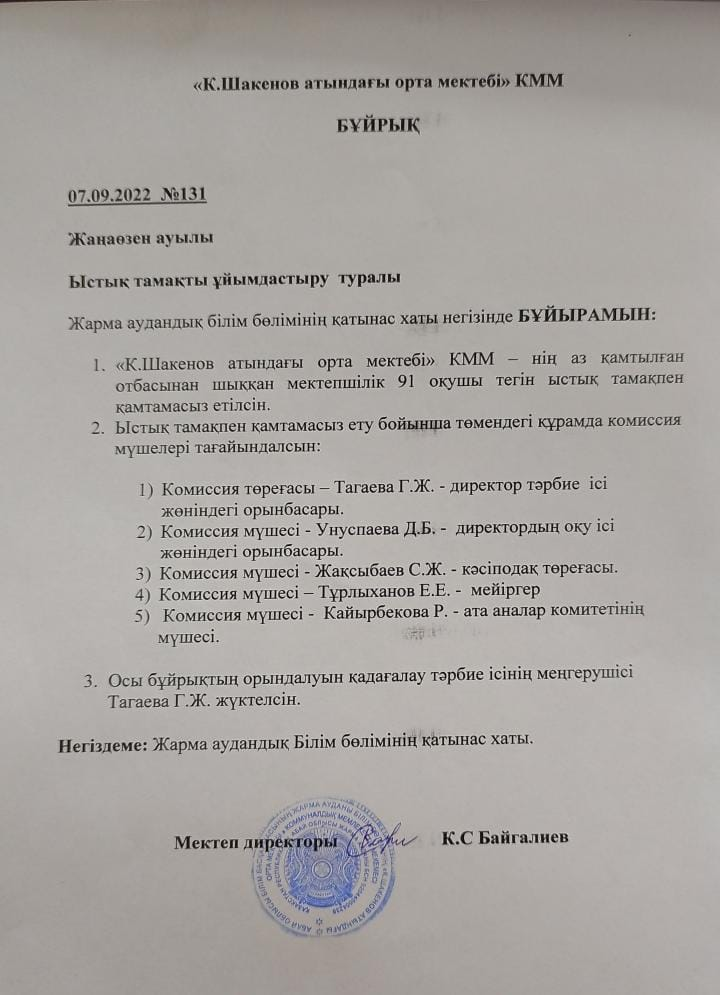 «К.Шакенов атындағы орта мектебі» КММ
БҰЙРЫҚ
07.09.2022 №131
Жаңаөзен ауылы
Ыстық тамақты ұйымдастыру туралы
Жарма аудандық білім бөлімінің қатынас хаты негізінде БҰЙЫРАМЫН:
1. «К.Шакенов атындағы орта мектебі» КММ – нің аз қамтылған
отбасынан шыққан мектепшілік 91 оқушы тегін ыстық тамақпен
қамтамасыз етілсін.
2. Ыстық тамақпен қамтамасыз ету бойынша төмендегі құрамда комиссия
мүшелері тағайындалсын:
1) Комиссия төрегасы – Тагаева Г.Ж. - директор тәрбие ісі
жөніндегі орынбасары.
2) Комиссия мүшесі - Унуспаева Д.Б. - директордың оқу ісі
жөніндегі орынбасары.
3) Комиссия мүшесі - Жақсыбаев С.Ж. - кәсіподақ төрегасы.
4) Комиссия мүшесі – Тұрлыханов Е.Е. - мейіргер
5) Комиссия мүшесі - Кайырбекова Р. - ата аналар комитетінің
мүшесі.
3. Осы бұйрықтың орындалуын қадағалау тәрбие ісінің меңгерушісі
Тагаева Г.Ж. жүктелсін.
Негіздеме: Жарма аудандық Білім бөлімінің қатынас хаты.
Мектеп директоры К.С Байгалиев